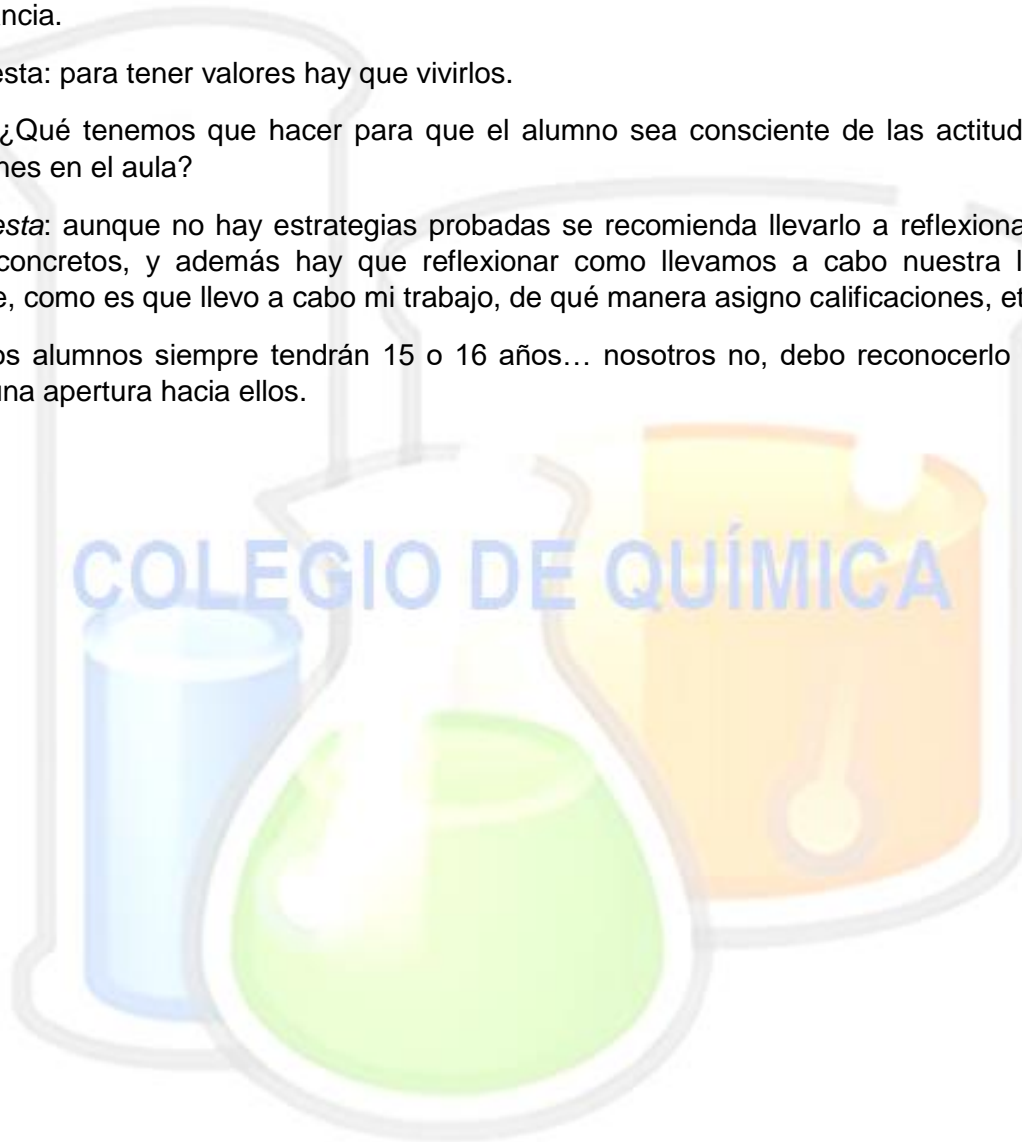 ncia.
esta: para tener valores hay que vivirlos.
¿Qué tenemos que hacer para que el alumno sea consciente de las actitud
nes en el aula?
esta: aunque no hay estrategias probadas se recomienda llevarlo a reflexiona
concretos, y además hay que reflexionar como llevamos a cabo nuestra l
e, como es que llevo a cabo mi trabajo, de qué manera asigno calificaciones, et
os alumnos siempre tendrán 15 o 16 años… nosotros no, debo reconocerlo
una apertura hacia ellos.
COLEGIO DE QUÍMICA